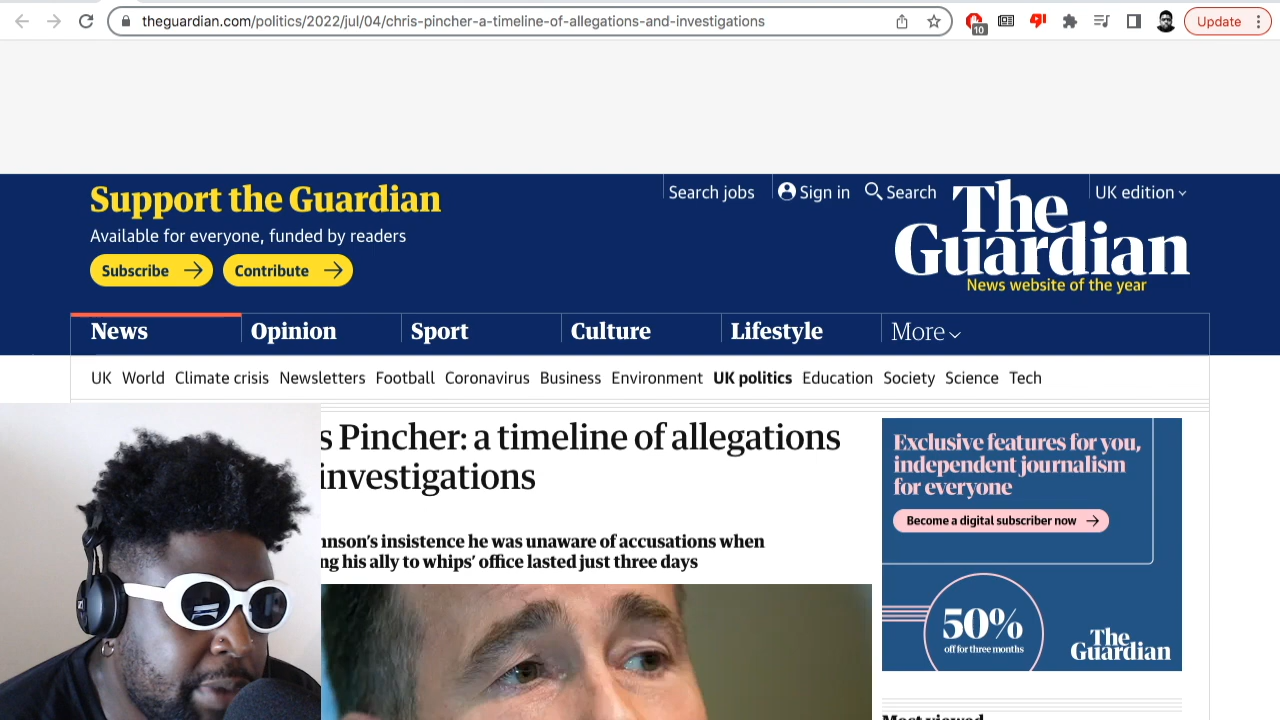 theguardian.com/politics/2022/jul/04/chris-pincher-a-timeline-of-allegations-and-investigations
10
Update
Support the Guardian
Available for everyone, funded by readers
Subscribe
Contribute
Search jobs
Sign in
Search
UK edition
The
Guardian
News website of the year
News
Opinion
Sport
Culture
Lifestyle
More
UK World Climate crisis Newsletters Football Coronavirus Business Environment UK politics Education Society Science Tech
s Pincher: a timeline of allegations
investigations
hnson's insistence he was unaware of accusations when
ng his ally to whips' office lasted just three days
Exclusive features for you,
independent journalism
for everyone
Become a digital subscriber now
50%
off for three months
The
Guardian
Most viewed